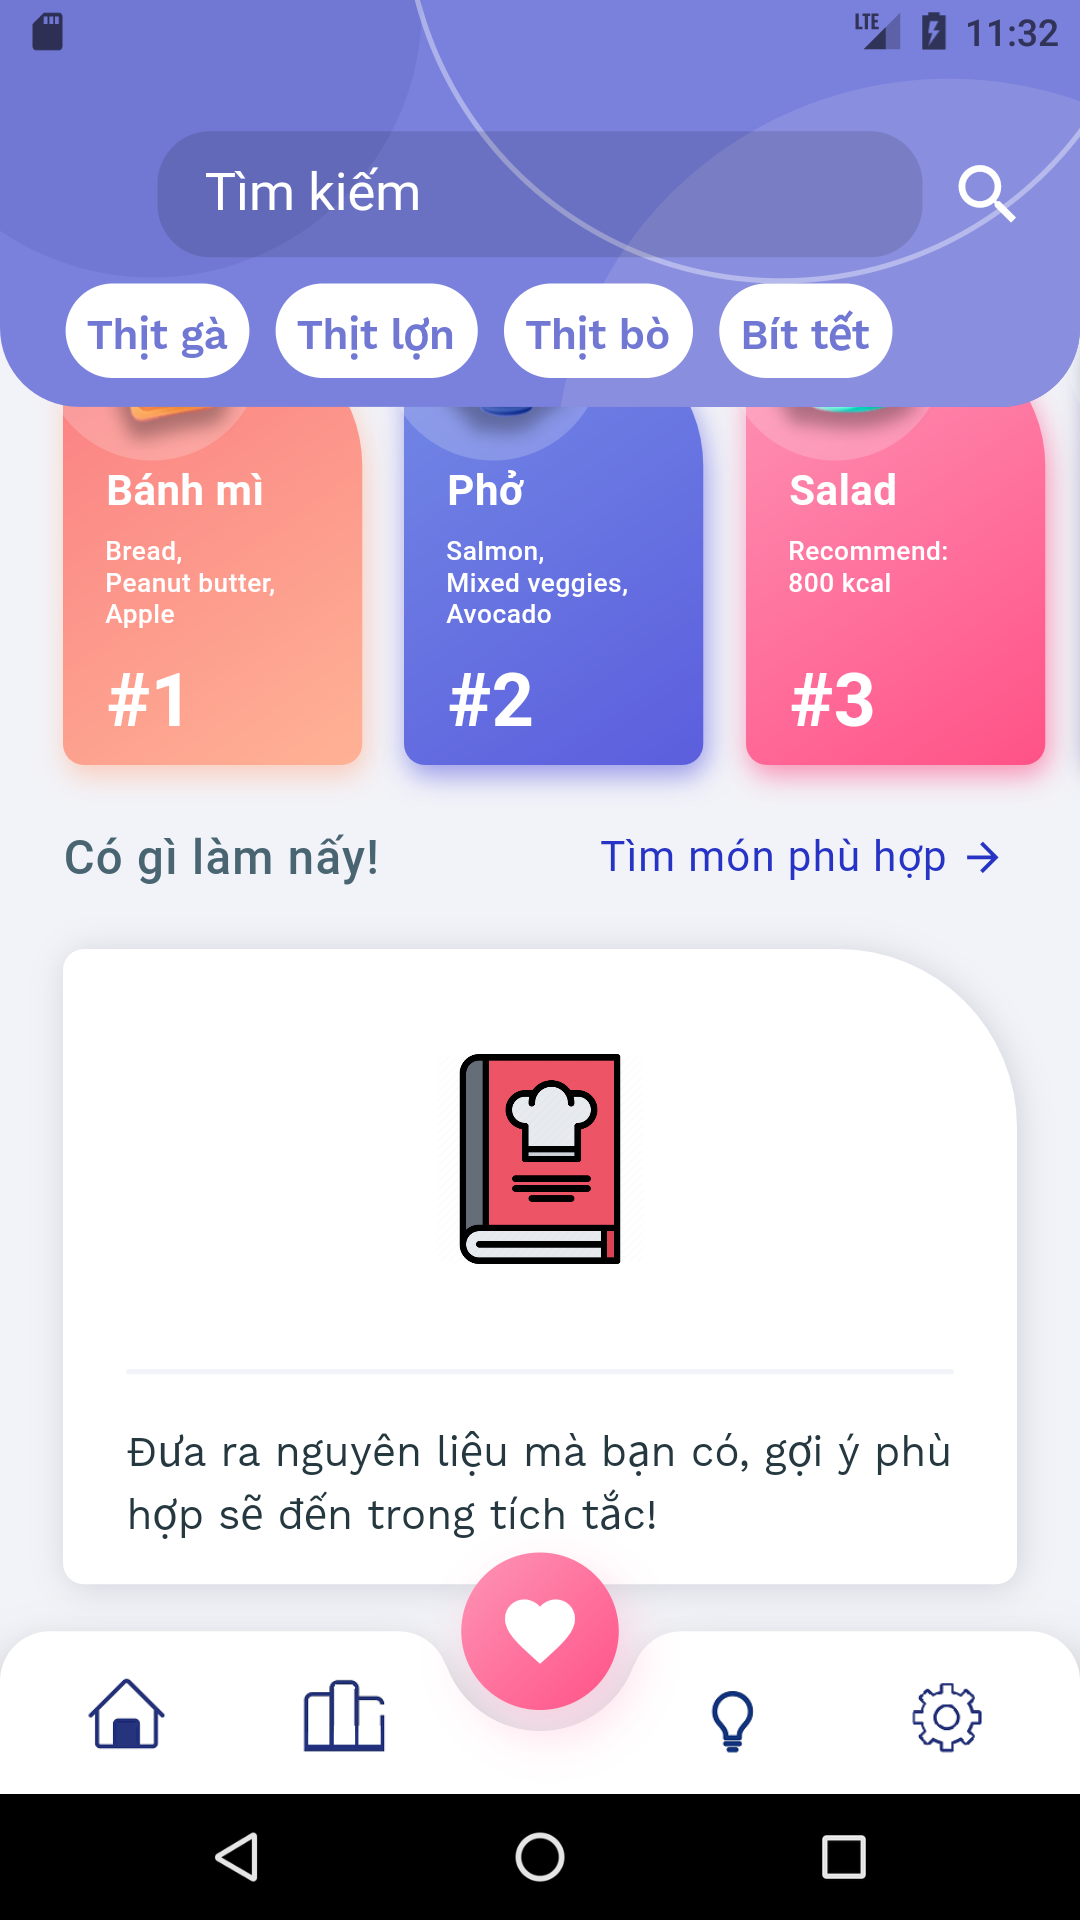 LTE 11:32
Tìm kiếm
Thịt gà Thịt lợn Thịt bò Bít tết
Bánh mì
Bread,
Peanut butter,
Apple
#1
Phở
Salmon,
Mixed veggies,
Avocado
#2
Salad
Recommend:
800 kcal
#3
Có gì làm nấy!
Tìm món phù hợp
Đưa ra nguyên liệu mà bạn có, gợi ý phù
hợp sẽ đến trong tích tắc!